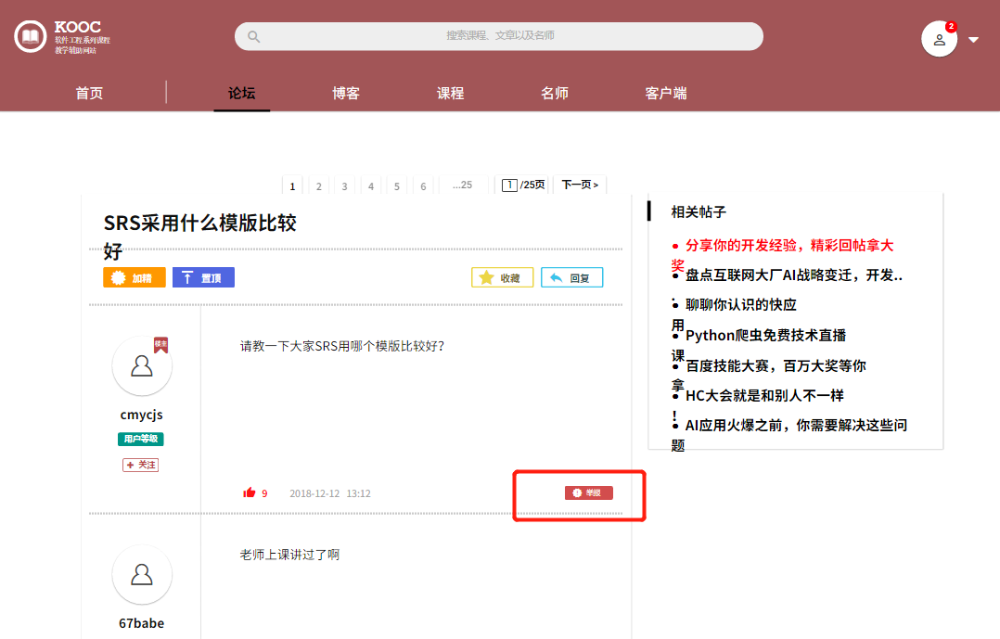 KOOC
软件工程系列课程
教学辅助网站
搜索课程、文章以及名师
2
首页
论坛
博客
课程
名师
客户端
1 2 3 4 5 6 ...25 1 /25页 下一页>
SRS采用什么模版比较
好
加精
置顶
收藏
回复
楼主
cmycjs
用户等级
+ 关注
请教一下大家SRS用哪个模版比较好?
9 2018-12-12 13:12
举报
67babe
老师上课讲过了啊
相关帖子
• 分享你的开发经验，精彩回帖拿大
奖
• 盘点互联网大厂AI战略变迁，开发..
.
• 聊聊你认识的快应
用
• Python爬虫免费技术直播
课
• 百度技能大赛，百万大奖等你
拿
• HC大会就是和别人不一样
!
• AI应用火爆之前，你需要解决这些问
题